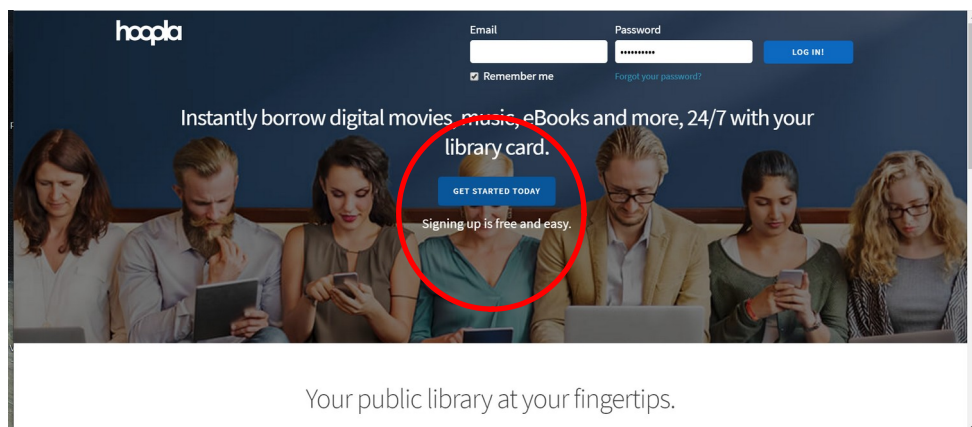 hoopla
Email
Password
••••••••••
LOG IN!
Remember me
Forgot your password?
Instantly borrow digital movies, music, eBooks and more, 24/7 with your
library card.
GET STARTED TODAY
Signing up is free and easy.
Your public library at your fingertips.